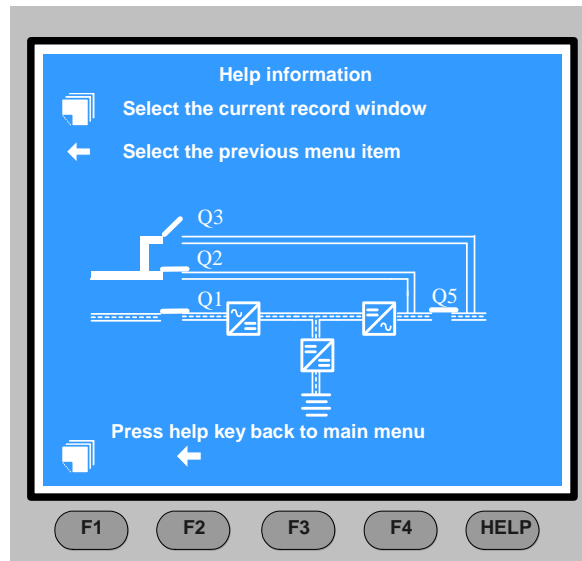 Help information
Select the current record window
Select the previous menu item
Q3
Q2
Q1
Q5
Press help key back to main menu
F1 F2 F3 F4 HELP